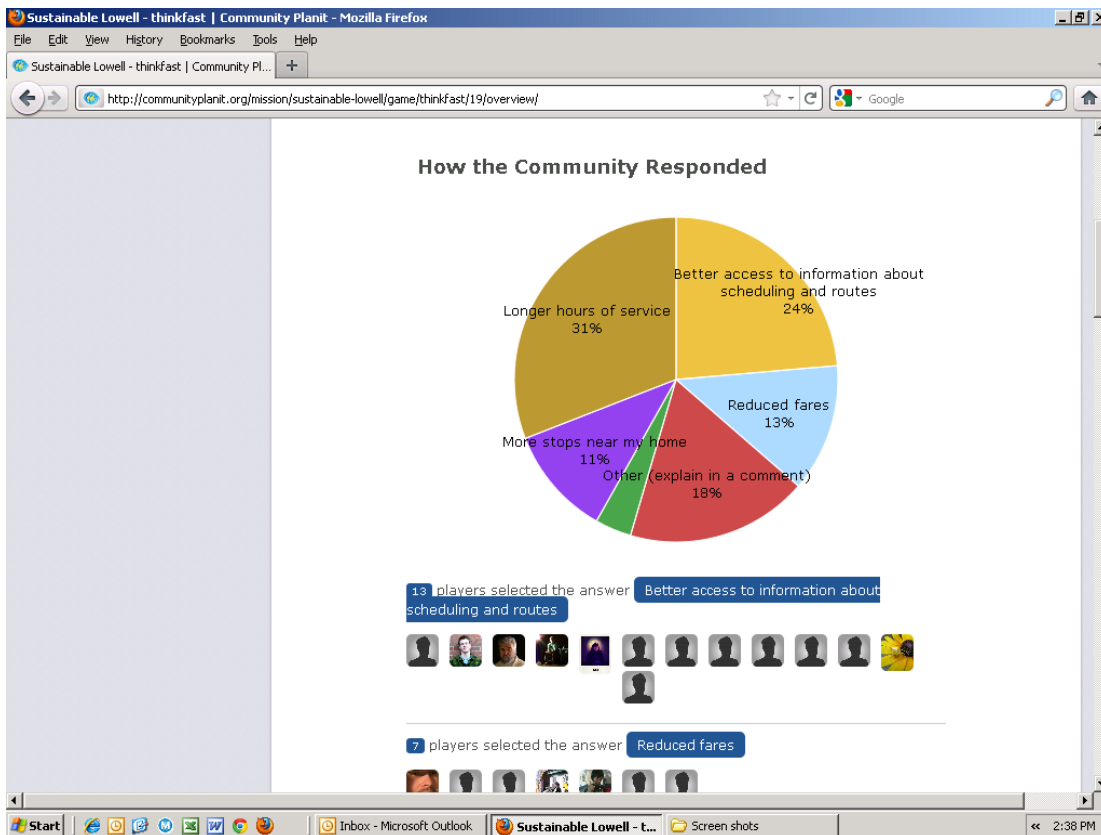 Sustainable Lowell - thinkfast | Community Planit - Mozilla Firefox
File Edit View History Bookmarks Tools Help
Sustainable Lowell - thinkfast | Community Pl...
http://communityplanit.org/mission/sustainable-lowell/game/thinkfast/19/overview/
Google
How the Community Responded
Better access to information about
scheduling and routes
24%
Longer hours of service
31%
Reduced fares
13%
More stops near my home
11%
Other (explain in a comment)
18%
13 players selected the answer Better access to information about
scheduling and routes
7 players selected the answer Reduced fares
Start Inbox - Microsoft Outlook Sustainable Lowell - t... Screen shots 2:38 PM